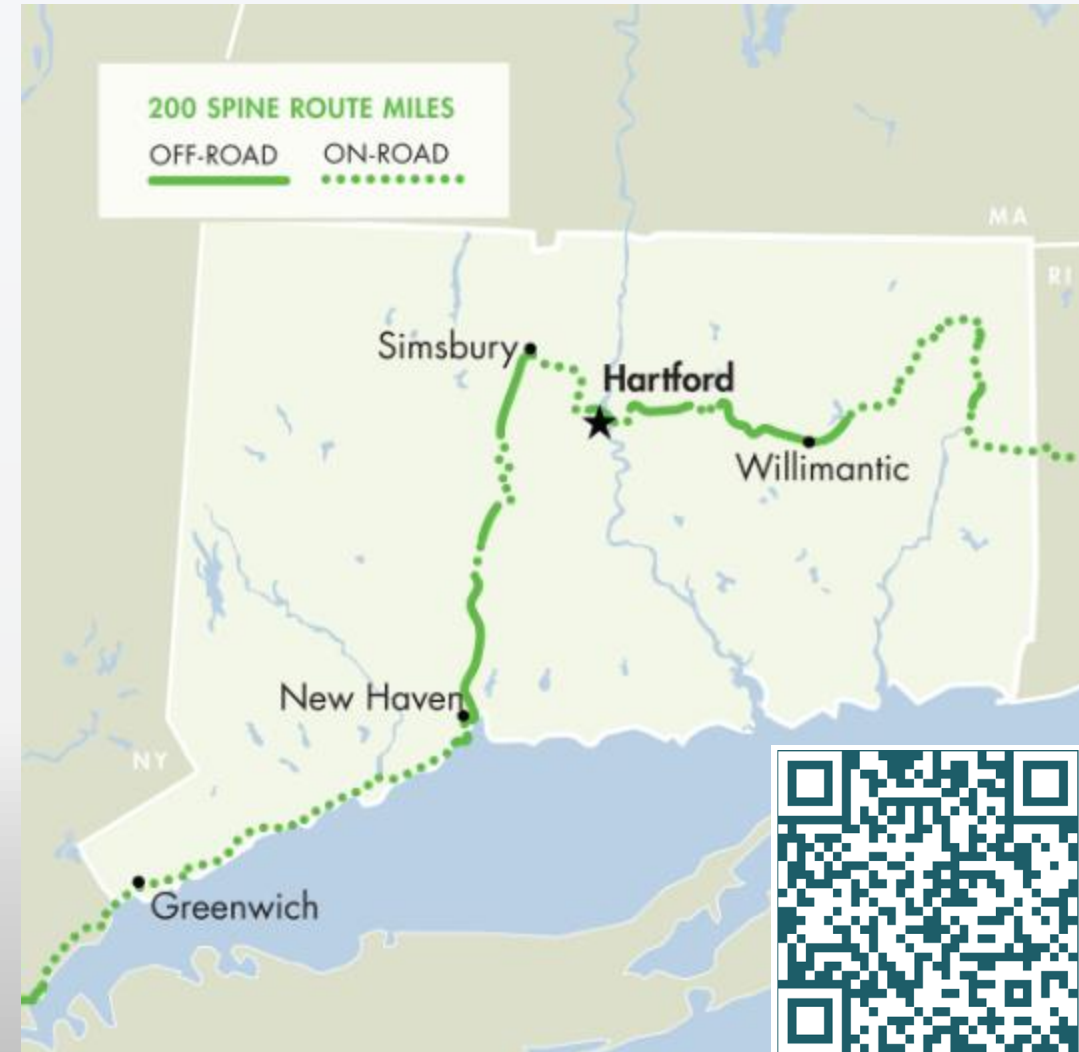 200 SPINE ROUTE MILES
OFF-ROAD ON-ROAD
MA
RI
Simsbury
Hartford
Willimantic
New Haven
NY
Greenwich